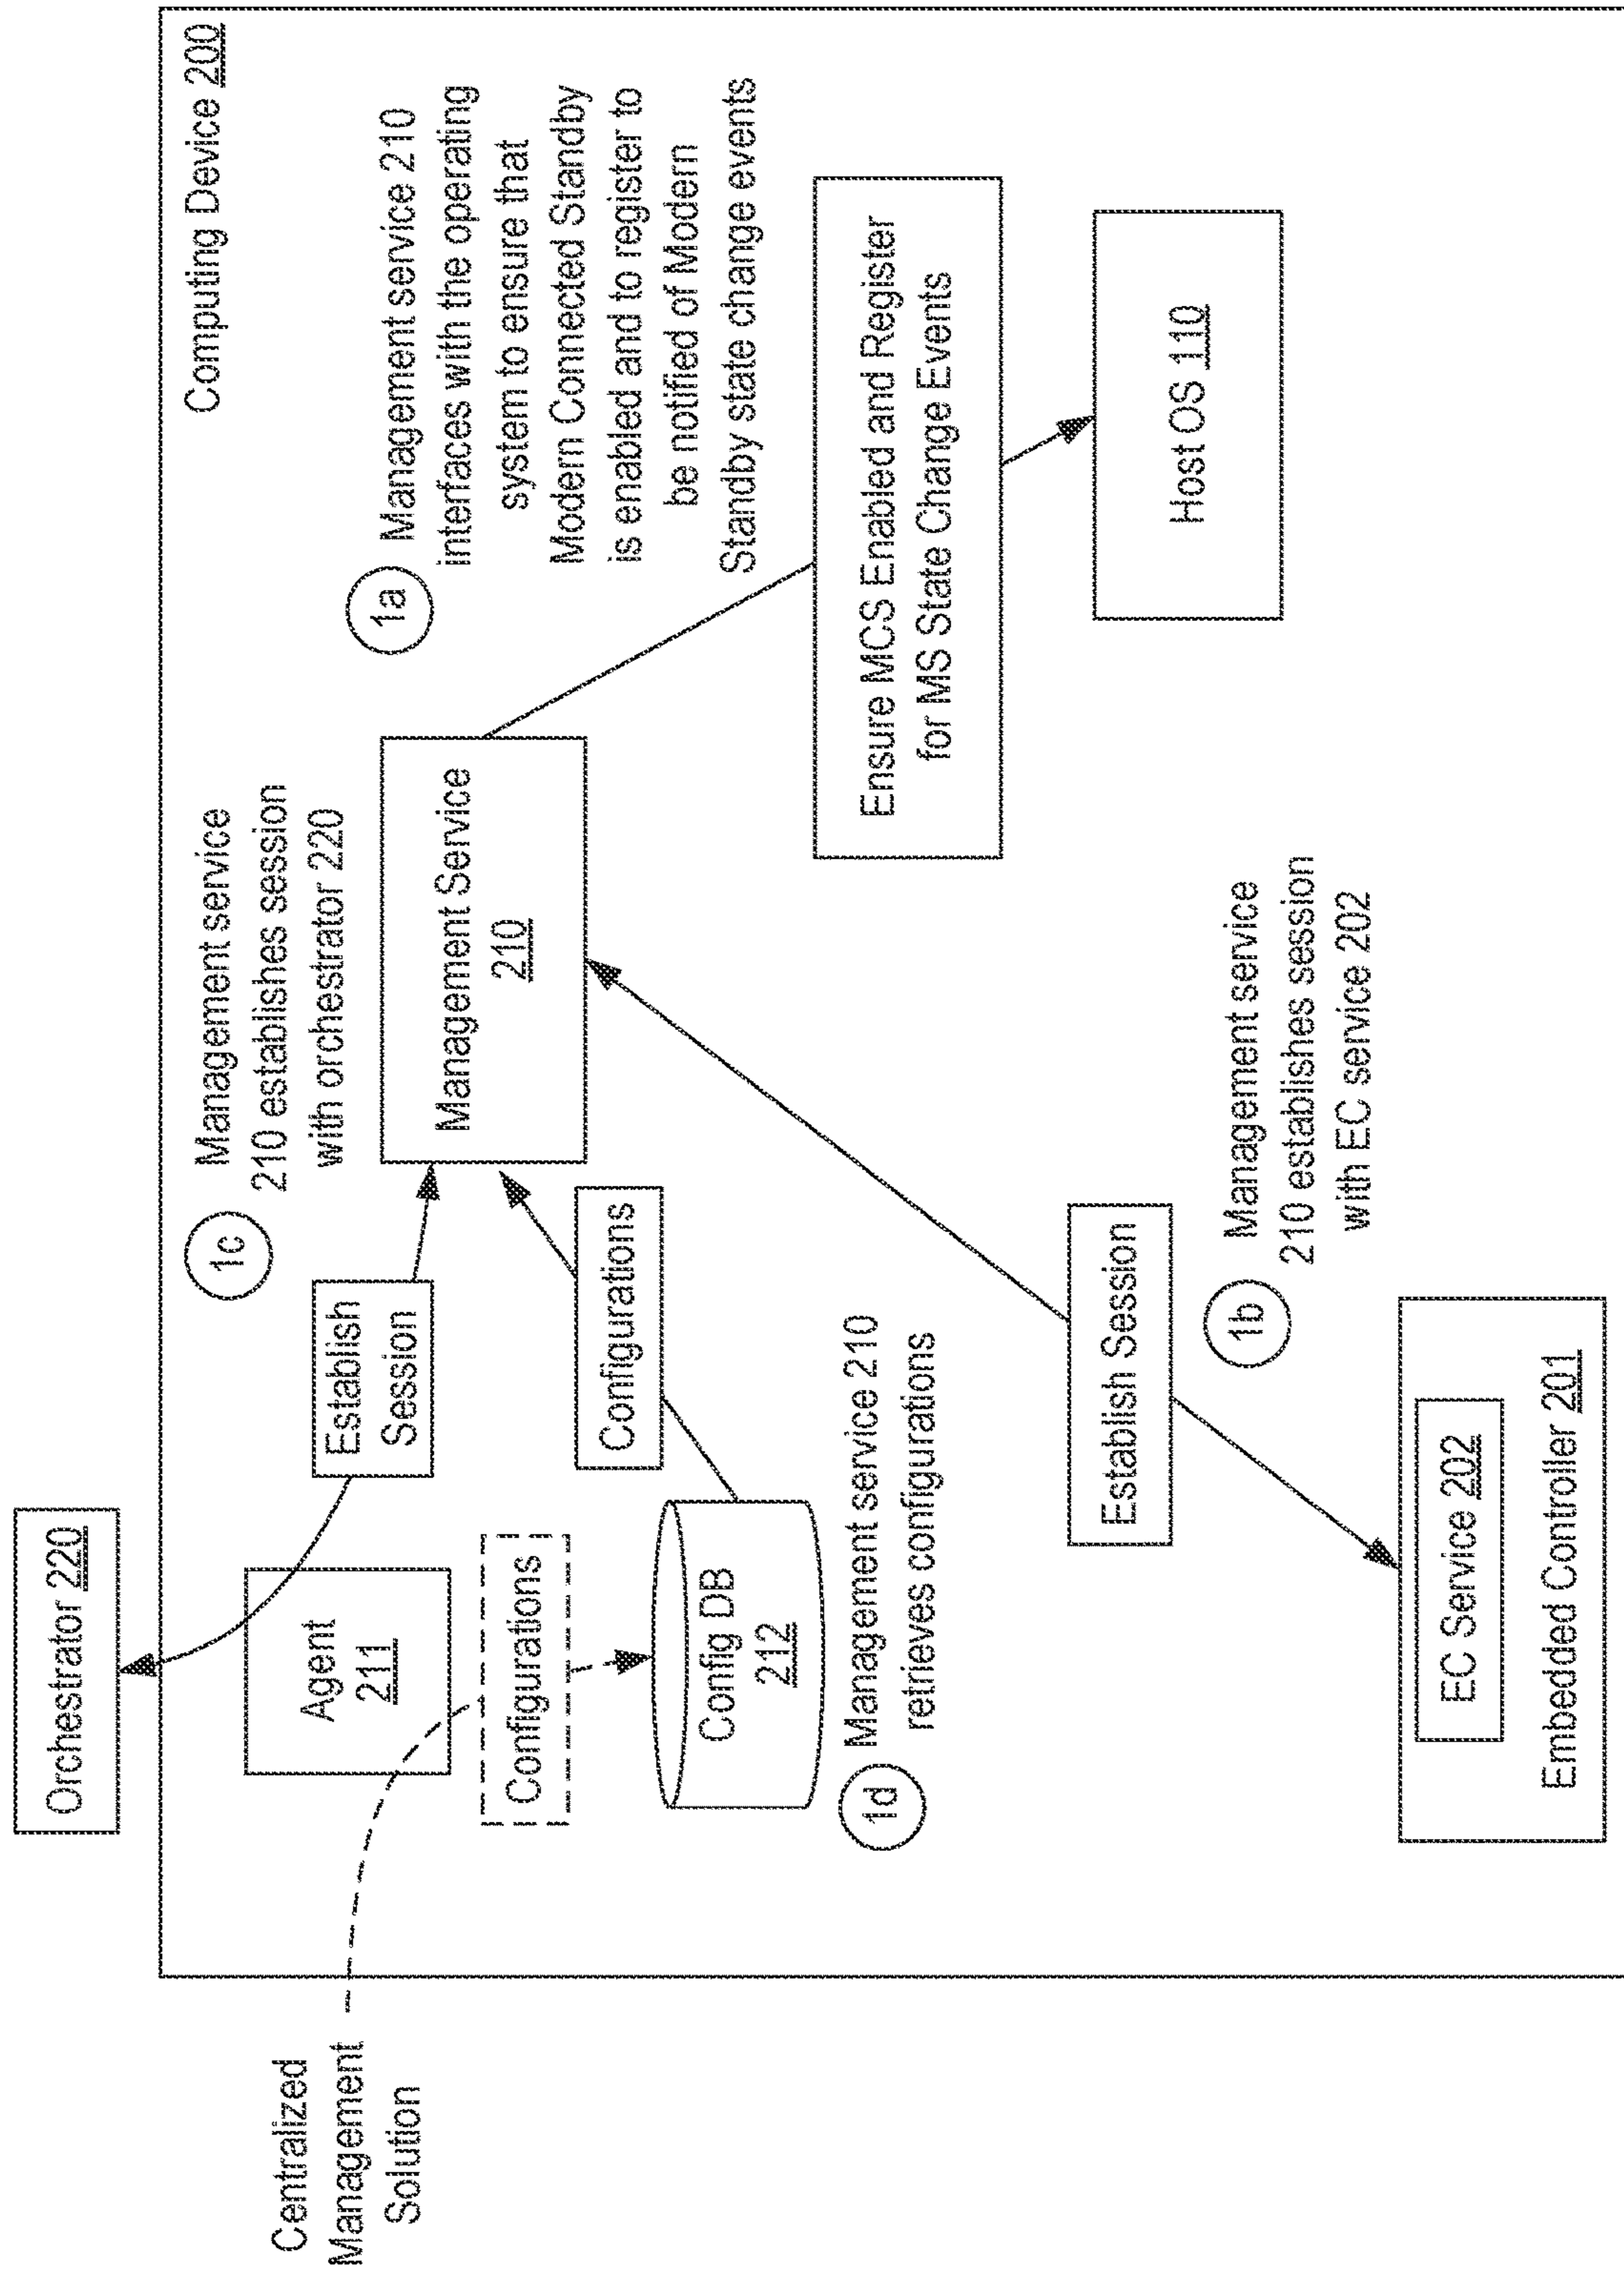 Computing Device 200
Orchestrator 220
Centralized
Management
Solution
Agent
211
Configurations
Config DB
212
1d
Management service 210
retrieves configurations
Establish
Session
Configurations
1c
Management service
210 establishes session
with orchestrator 220
Management Service
210
1a
Management service 210
interfaces with the operating
system to ensure that
Modern Connected Standby
is enabled and to register to
be notified of Modern
Standby state change events
Ensure MCS Enabled and Register
for MS State Change Events
Host OS 110
Establish Session
1b
Management service
210 establishes session
with EC service 202
EC Service 202
Embedded Controller 201